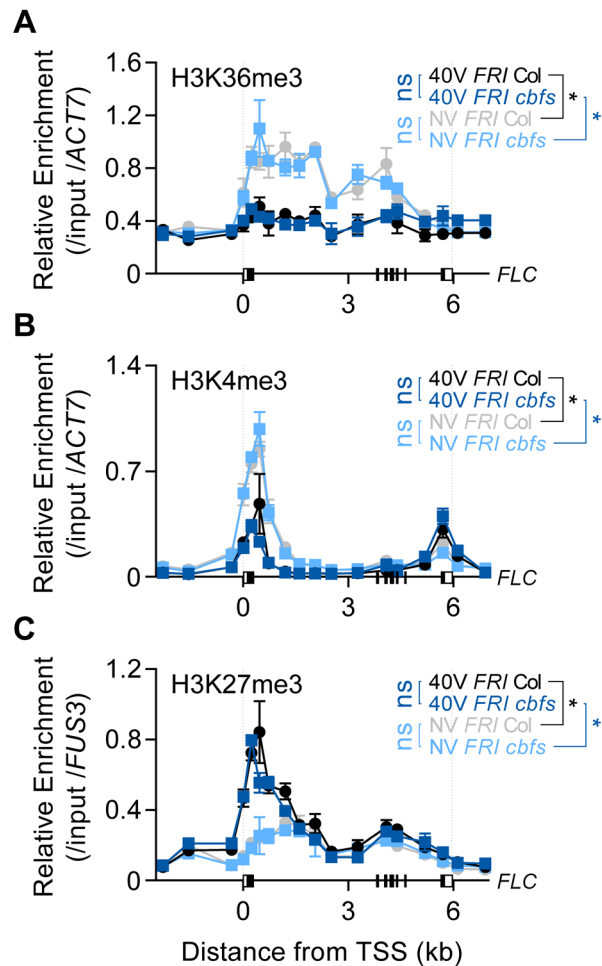 A
H3K36me3
Relative Enrichment
(/input /ACT7)
1.6
1.2
0.8
0.4
0
40V FRI Col
40V FRI cbfs
NV FRI Col
NV FRI cbfs
ns
ns
*
*
0 3 6 FLC
B
H3K4me3
Relative Enrichment
(/input /ACT7)
1.4
0.7
0
40V FRI Col
40V FRI cbfs
NV FRI Col
NV FRI cbfs
ns
ns
*
*
0 3 6 FLC
C
H3K27me3
Relative Enrichment
(/input /FUS3)
1.2
0.8
0.4
0
40V FRI Col
40V FRI cbfs
NV FRI Col
NV FRI cbfs
ns
ns
*
*
0 3 6 FLC
Distance from TSS (kb)